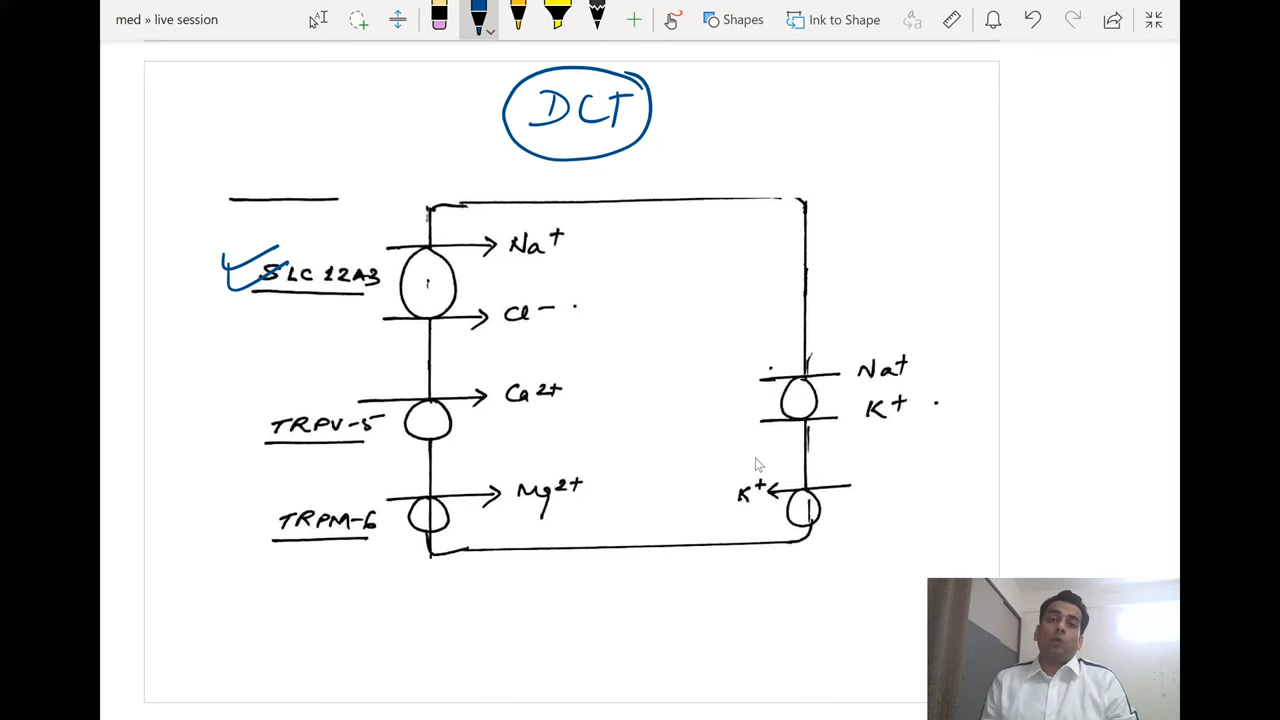 med » live session
Shapes
Ink to Shape
DCT
Na+
SLC 12A3
Cl-
Na+
Ca2+
K+
TRPV-5
K+
Mg2+
TRPM-6